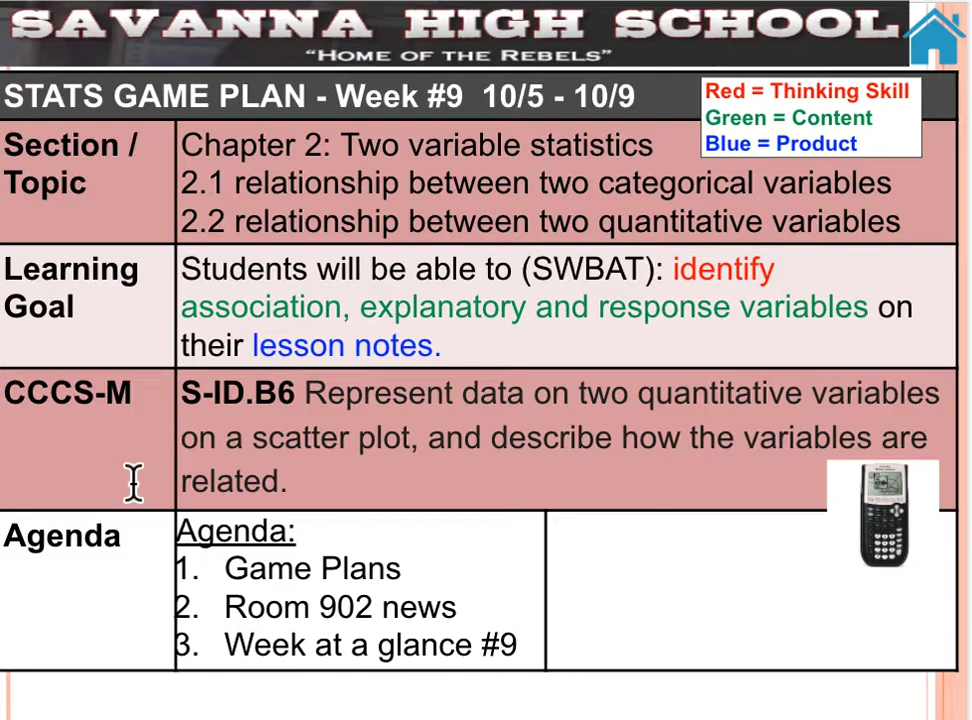 SAVANNA HIGH SCHOOL
"HOME OF THE REBELS"
STATS GAME PLAN - Week #9 10/5 - 10/9
Red = Thinking Skill
Green = Content
Blue = Product
Section /
Topic
Chapter 2: Two variable statistics
2.1 relationship between two categorical variables
2.2 relationship between two quantitative variables
Learning
Goal
Students will be able to (SWBAT): identify
association, explanatory and response variables on
their lesson notes.
CCCS-M
S-ID.B6 Represent data on two quantitative variables
on a scatter plot, and describe how the variables are
related.
Agenda
Agenda:
1. Game Plans
2. Room 902 news
3. Week at a glance #9